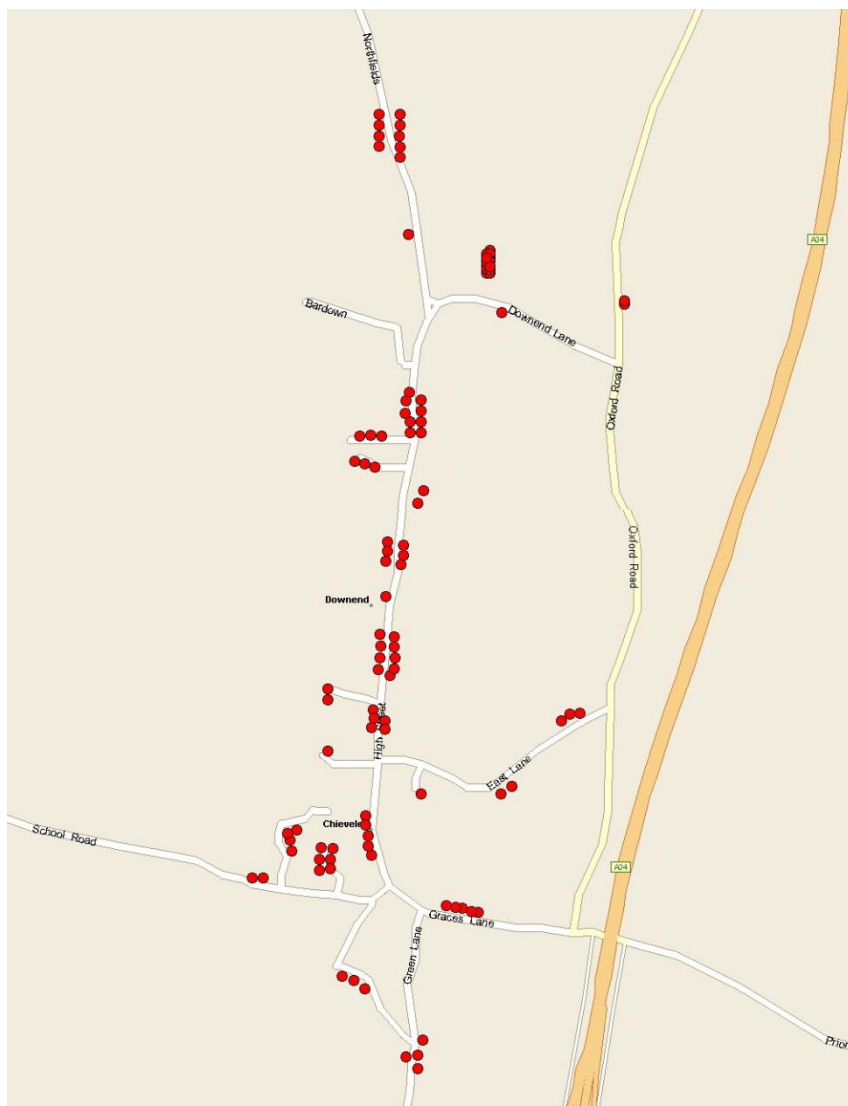 Northfields
A34
Bardown
Downend Lane
Oxford Road
Oxford Road
Downend
High
East Lane
School Road
Chieveley
A34
Graces Lane
Green Lane
Prior